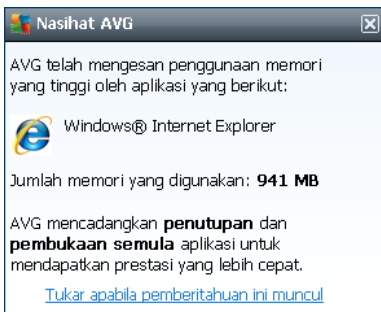 Nasihat AVG
AVG telah mengesan penggunaan memori
yang tinggi oleh aplikasi yang berikut:
Windows® Internet Explorer
Jumlah memori yang digunakan: 941 MB
AVG mencadangkan penutupan dan
pembukaan semula aplikasi untuk
mendapatkan prestasi yang lebih cepat.
Tukar apabila pemberitahuan ini muncul